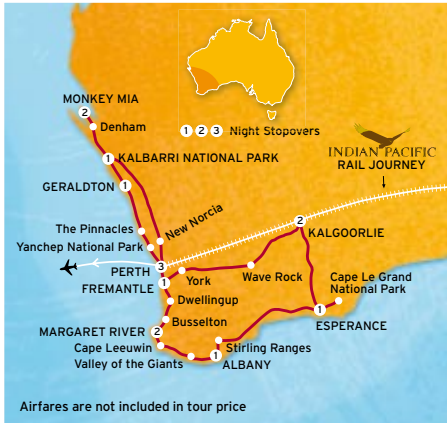 MONKEY MIA
2
Denham
1 2 3 Night Stopovers
1 KALBARRI NATIONAL PARK
INDIAN PACIFIC
RAIL JOURNEY
GERALDTON 1
The Pinnacles
New Norcia
Yanchep National Park
2
KALGOORLIE
PERTH 3
FREMANTLE 1
York
Wave Rock
Cape Le Grand
National Park
Dwellingup
Busselton
1
ESPERANCE
MARGARET RIVER 2
Cape Leeuwin
Stirling Ranges
Valley of the Giants
1
ALBANY
Airfares are not included in tour price